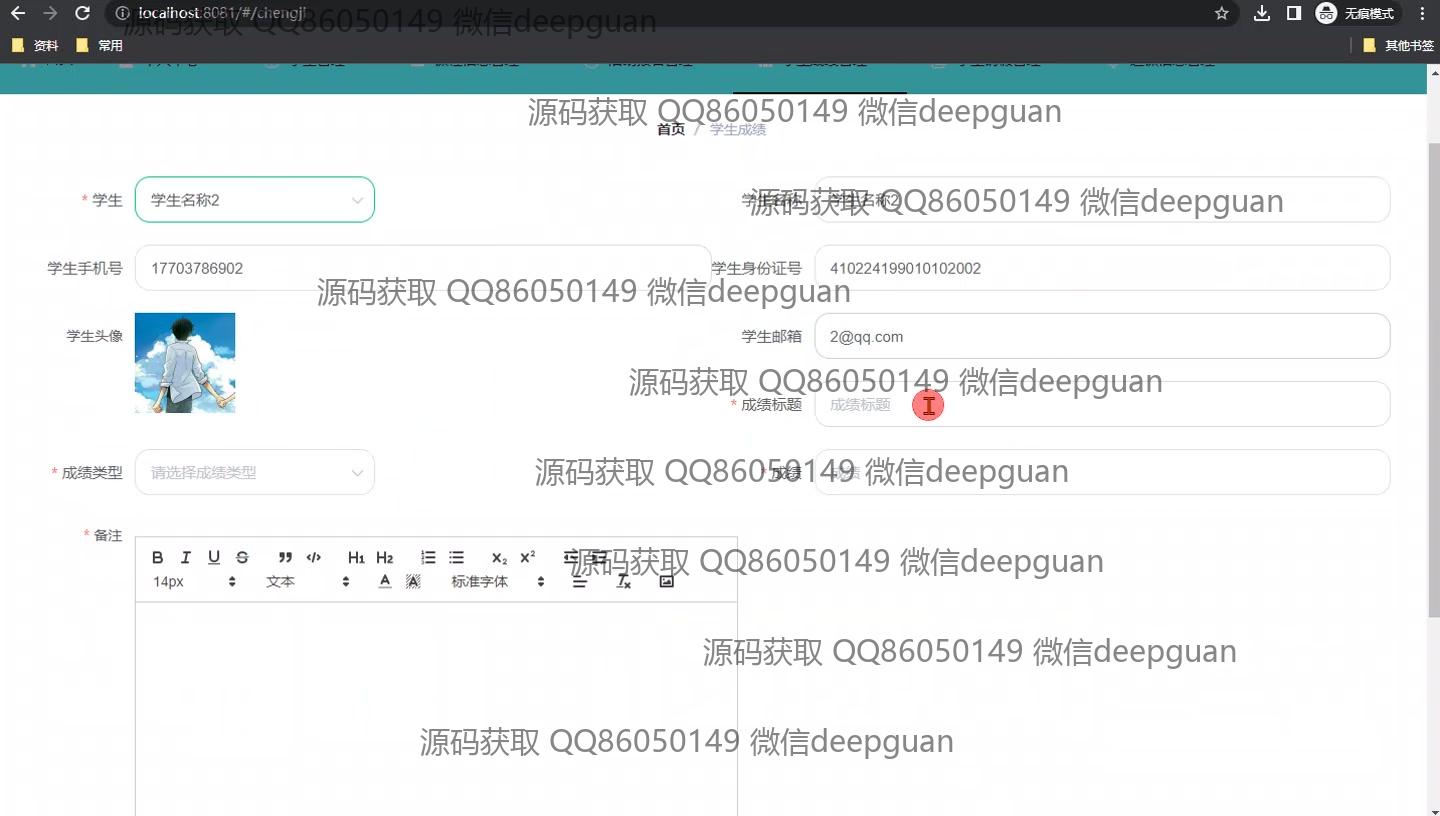 localhost:8081/#/chengji
无痕模式
源码获取 QQ86050149 微信deepguan
资料 常用 其他书签
源码获取 QQ86050149 微信deepguan
首页 / 学生成绩
* 学生 学生名称2 学生名称 学生名称2
源码获取 QQ86050149 微信deepguan
学生手机号 17703786902 学生身份证号 410224199010102002
源码获取 QQ86050149 微信deepguan
学生头像 学生邮箱 2@qq.com
源码获取 QQ86050149 微信deepguan
* 成绩标题 成绩标题
* 成绩类型 请选择成绩类型 * 成绩 成绩
源码获取 QQ86050149 微信deepguan
* 备注
B I U S ” </> H1 H2 X2 X2
源码获取 QQ86050149 微信deepguan
14px 文本 A A 标准字体 Tx
源码获取 QQ86050149 微信deepguan
源码获取 QQ86050149 微信deepguan